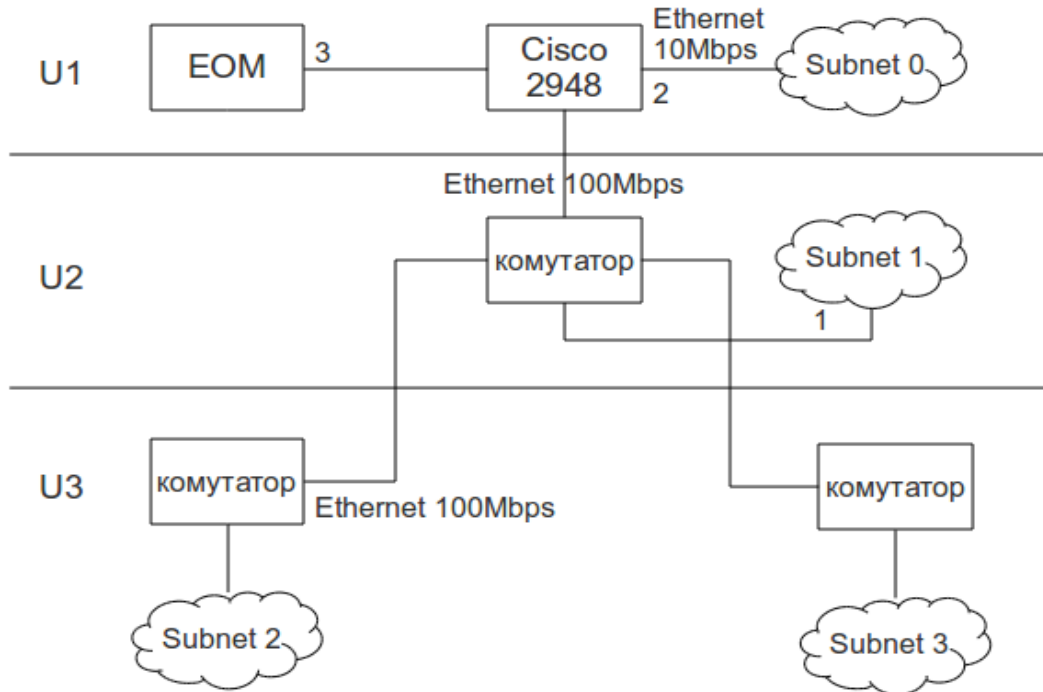 U1
EOM
3
Cisco
2948
Ethernet
10Mbps
2
Subnet 0
Ethernet 100Mbps
U2
комутатор
Subnet 1
1
U3
комутатор
Ethernet 100Mbps
комутатор
Subnet 2
Subnet 3